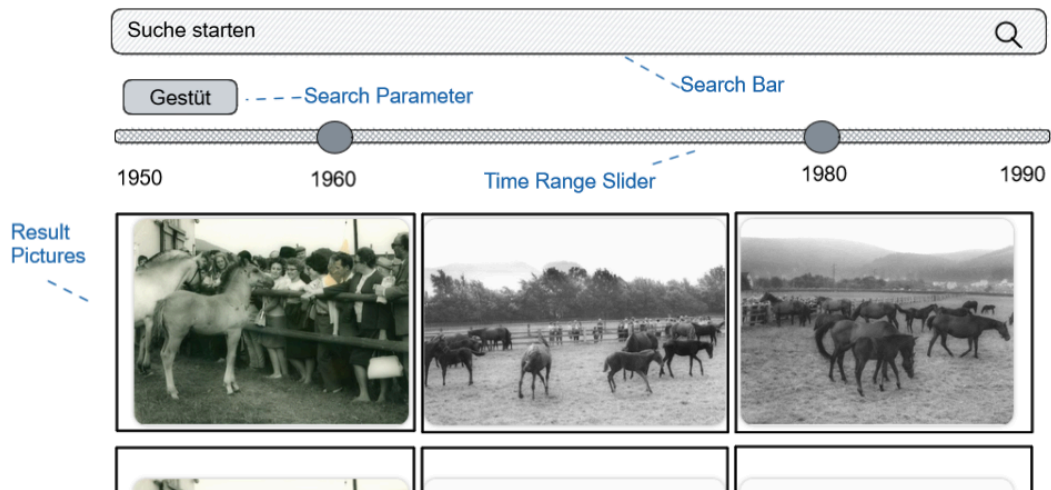 Suche starten
Search Bar
Gestüt
Search Parameter
1950
1960
Time Range Slider
1980
1990
Result
Pictures